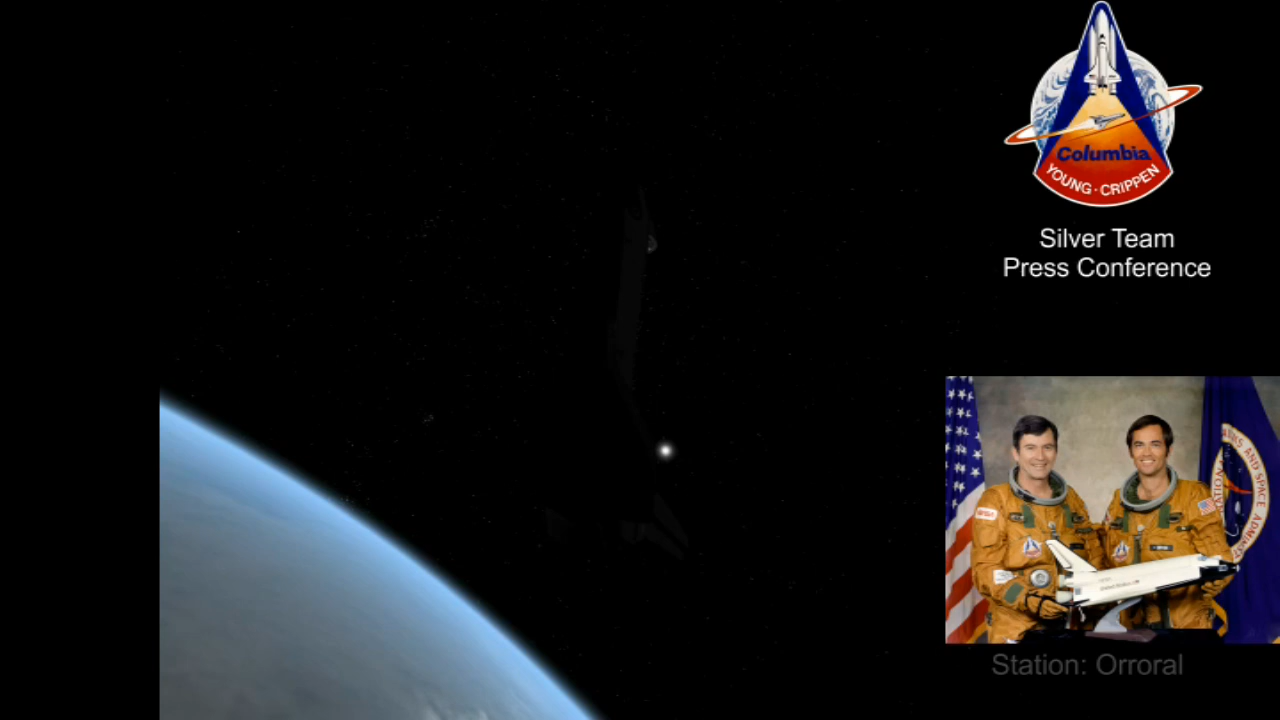 Columbia
YOUNG · CRIPPEN
Silver Team
Press Conference
Station: Orroral